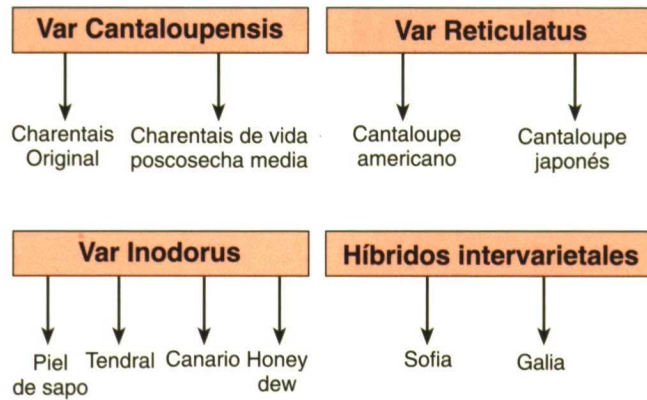 Var Cantaloupensis
Charentais
Original
Charentais de vida
poscosecha media
Var Reticulatus
Cantaloupe
americano
Cantaloupe
japonés
Var Inodorus
Piel
de sapo
Tendral
Canario
Honey
dew
Híbridos intervarietales
Sofia
Galia